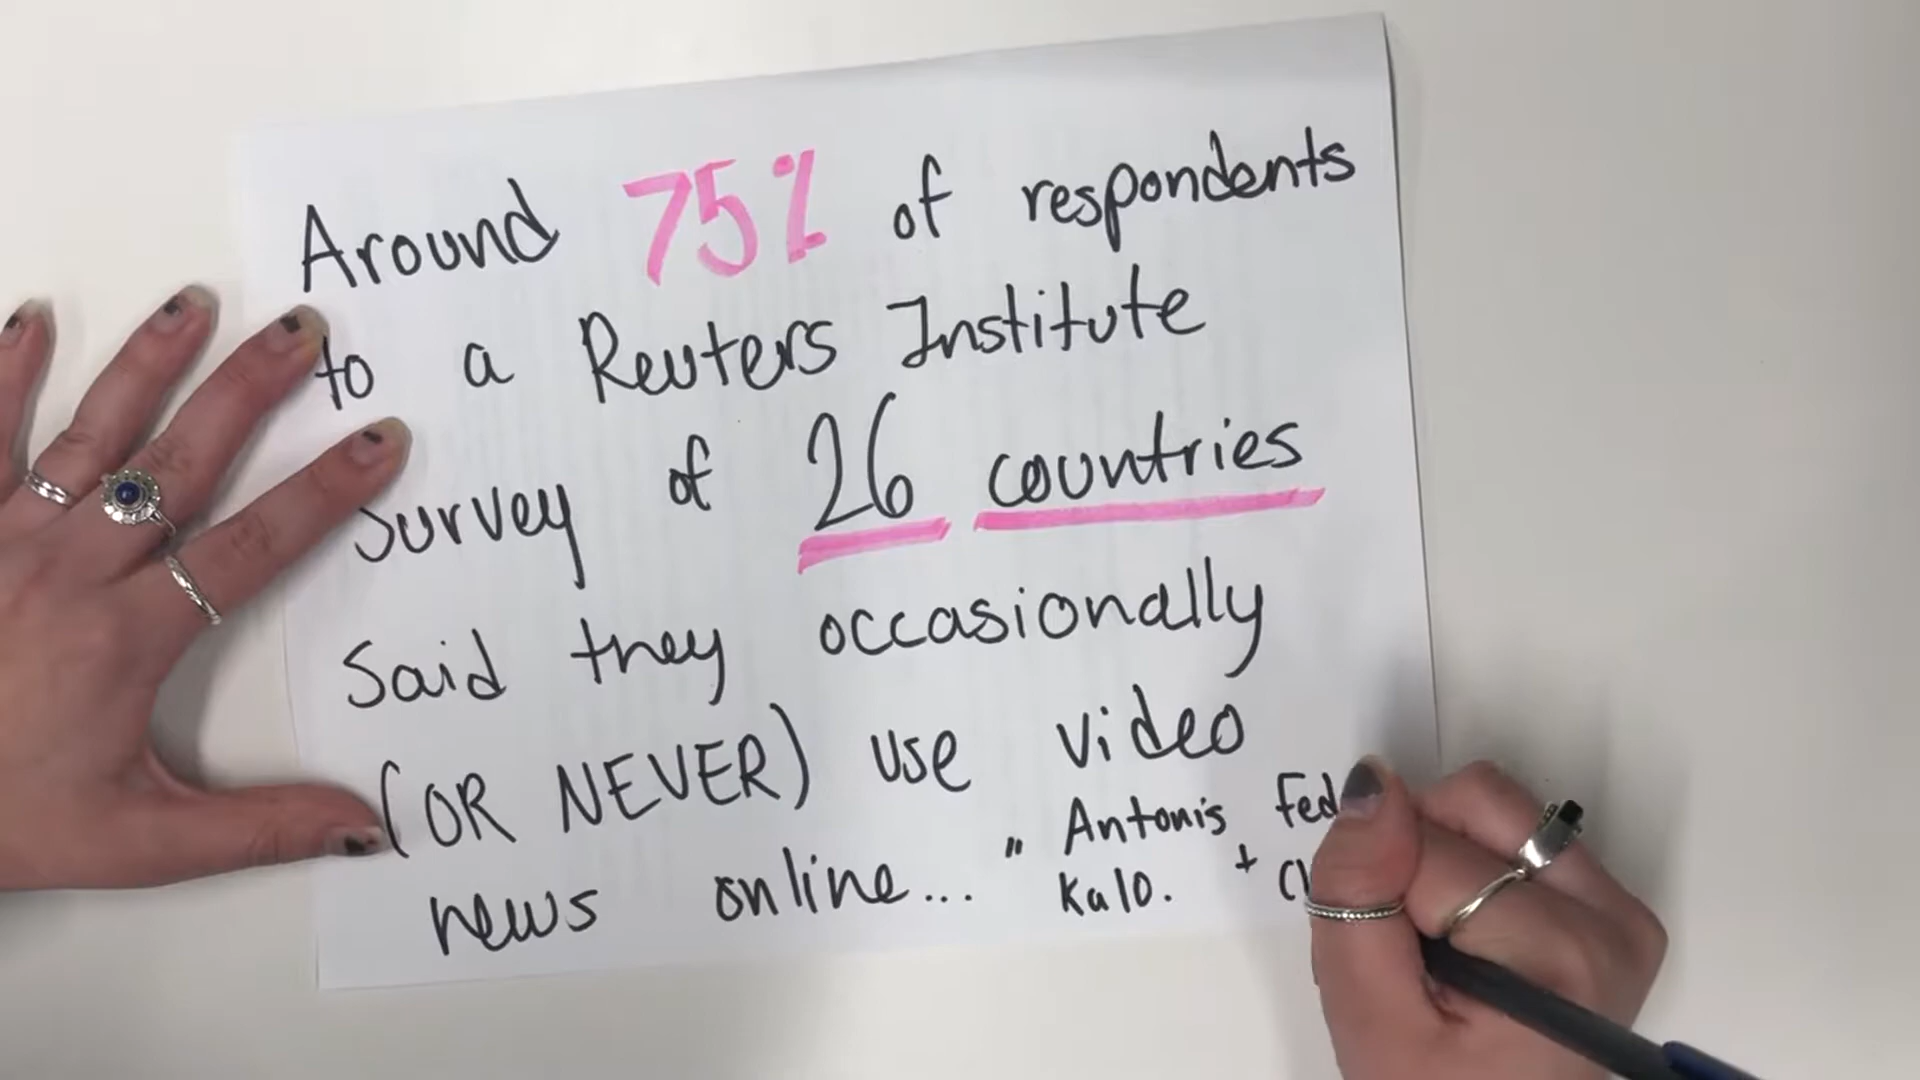 Around 75% of respondents
to a Reuters Institute
Survey of 26 countries
Said they occasionally
(OR NEVER) use video
news online... "
Antonis
Kalo. +